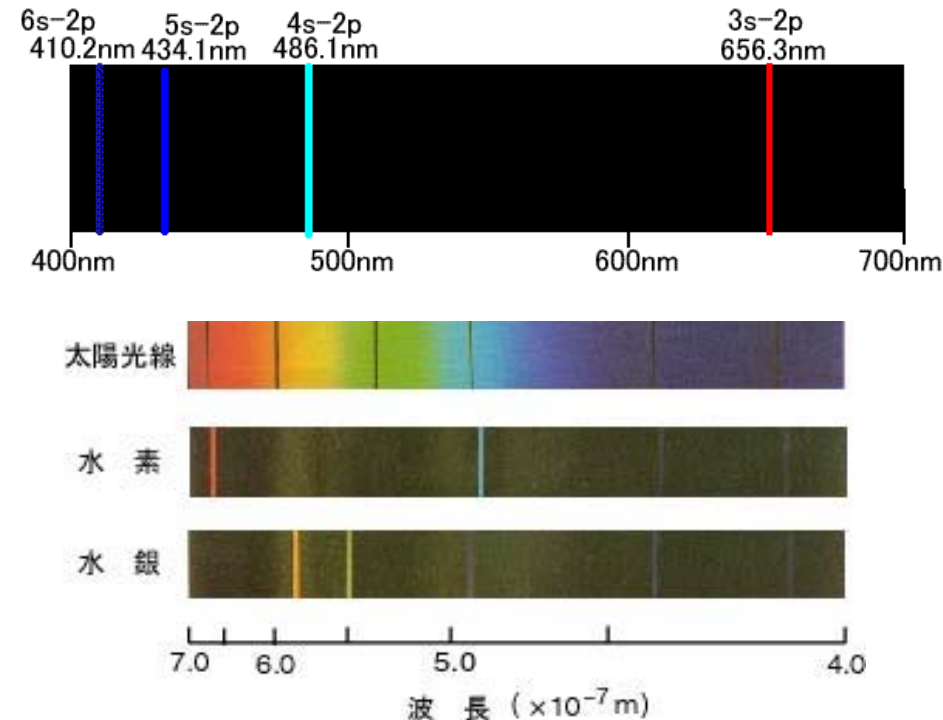 6s-2p 5s-2p 4s-2p 3s-2p
410.2nm 434.1nm 486.1nm 656.3nm
400nm 500nm 600nm 700nm
太陽光線
水 素
水 銀
7.0 6.0 5.0 4.0
波 長 (×10⁻⁷m)